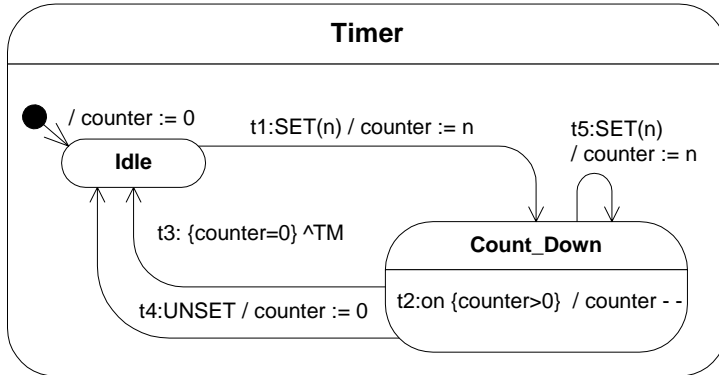 Timer
/ counter := 0
t1:SET(n) / counter := n
t5:SET(n)
/ counter := n
Idle
t3: {counter=0} ^TM
Count_Down
t2:on {counter>0} / counter - -
t4:UNSET / counter := 0